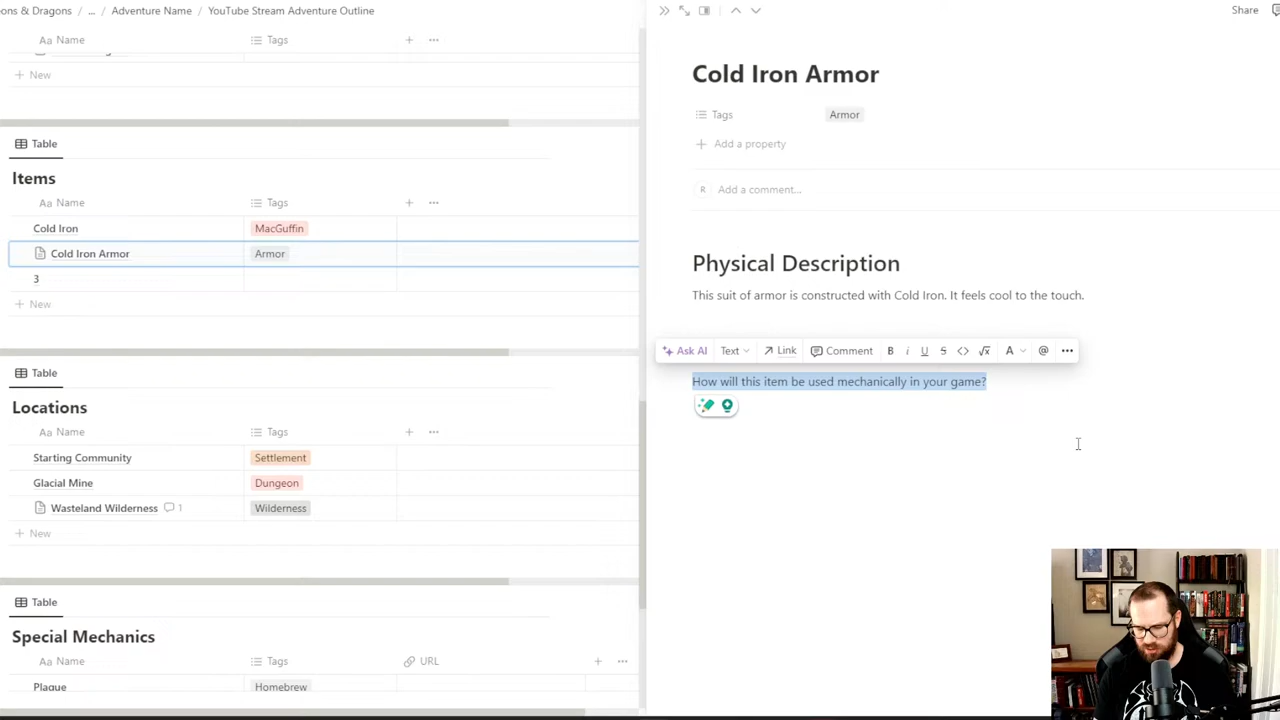 ons & Dragons / ... / Adventure Name / YouTube Stream Adventure Outline
Aa Name Tags
New
Table
Items
Aa Name Tags
Cold Iron MacGuffin
Cold Iron Armor Armor
3
New
Table
Locations
Aa Name Tags
Starting Community Settlement
Glacial Mine Dungeon
Wasteland Wilderness 1 Wilderness
New
Table
Special Mechanics
Aa Name Tags URL
Plague Homebrew
Share
Cold Iron Armor
Tags Armor
Add a property
R Add a comment...
Physical Description
This suit of armor is constructed with Cold Iron. It feels cool to the touch.
Ask AI Text Link Comment B i U S <> √x A @ •••
How will this item be used mechanically in your game?